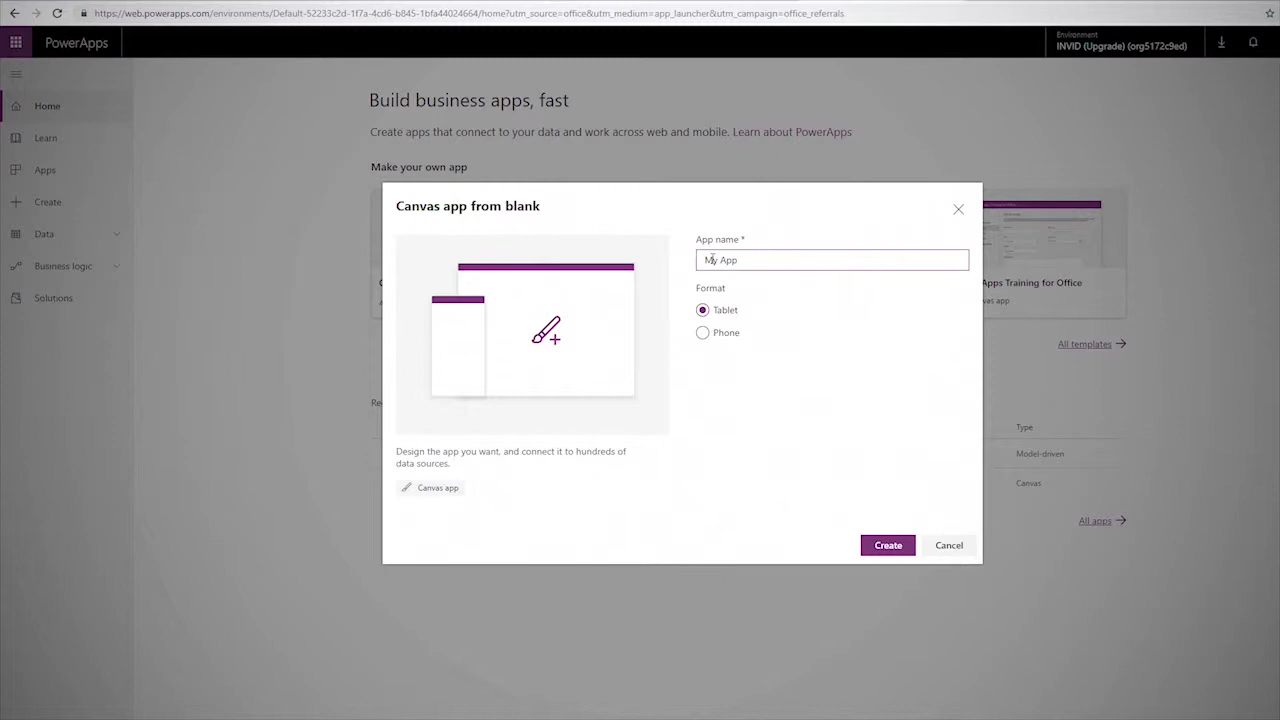 https://web.powerapps.com/environments/Default-52233c2d-1f7a-4cd6-b845-1bfa44024664/home?utm_source=office&utm_medium=app_launcher&utm_campaign=office_referrals
PowerApps
Environment
INVID (Upgrade) (org5172c9ed)
Home
Learn
Apps
Create
Data
Business logic
Solutions
Build business apps, fast
Create apps that connect to your data and work across web and mobile. Learn about PowerApps
Make your own app
Canvas app from blank
App name *
My App
Format
Tablet
Phone
Design the app you want, and connect it to hundreds of
data sources.
Canvas app
Create
Cancel
Apps Training for Office
All templates
Type
Model-driven
Canvas
All apps